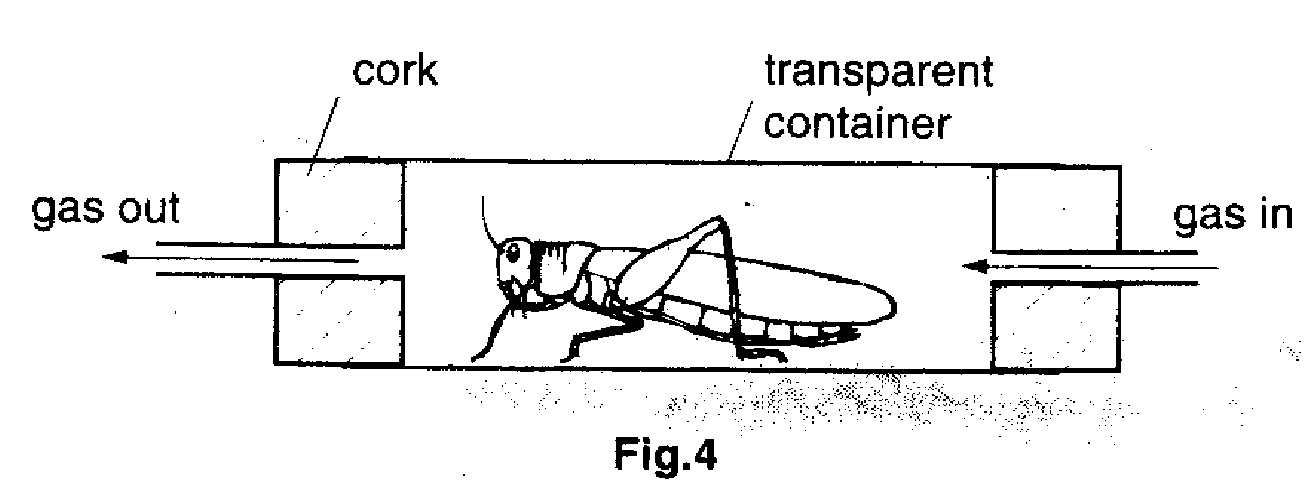 cork
transparent
container
gas out
gas in
Fig.4